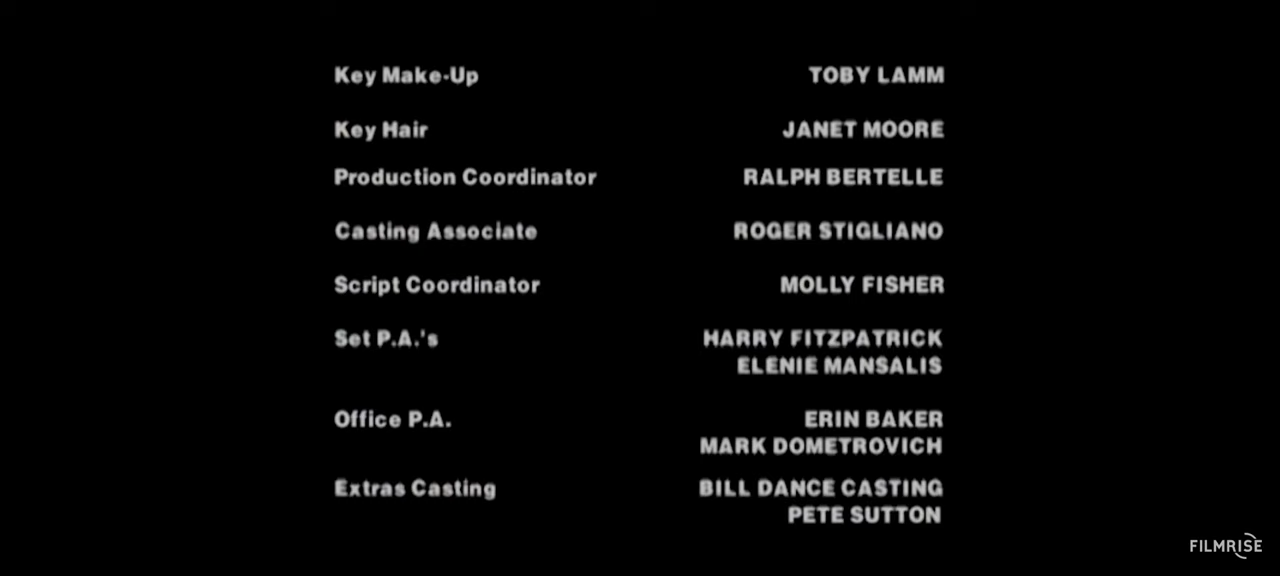 Key Make-Up TOBY LAMM
Key Hair JANET MOORE
Production Coordinator RALPH BERTELLE
Casting Associate ROGER STIGLIANO
Script Coordinator MOLLY FISHER
Set P.A.'s HARRY FITZPATRICK
ELENIE MANSALIS
Office P.A. ERIN BAKER
MARK DOMETROVICH
Extras Casting BILL DANCE CASTING
PETE SUTTON
FILMRISE